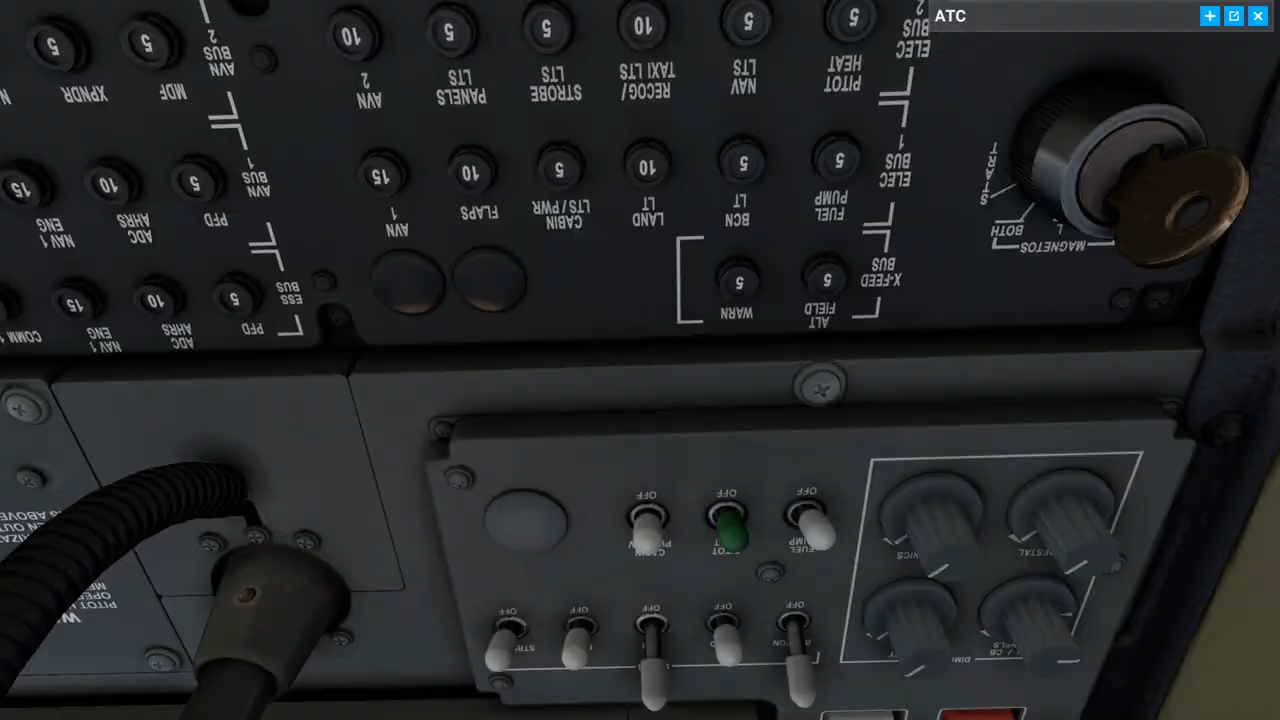 ATC
OFF
OFF
OFF
OFF
OFF
OFF
OFF
OFF
MAGNETOS
BOTH
L
X-FEED
BUS
ALT
FIELD
5
WARN
5
ESS
BUS
PFD
5
ADC
AHRS
10
NAV 1
ENG
15
ELEC
BUS
1
FUEL
PUMP
5
BCN
LT
5
LAND
LT
10
CABIN
LTS / PWR
5
FLAPS
10
AVN
1
15
AVN
BUS
1
PFD
5
ADC
AHRS
10
NAV 1
ENG
15
ELEC
BUS
2
PITOT
HEAT
5
NAV
LTS
5
RECOG/
TAXI LTS
10
STROBE
LTS
5
PANELS
LTS
5
AVN
2
10
AVN
BUS
2
MDF
5
XPNDR
5